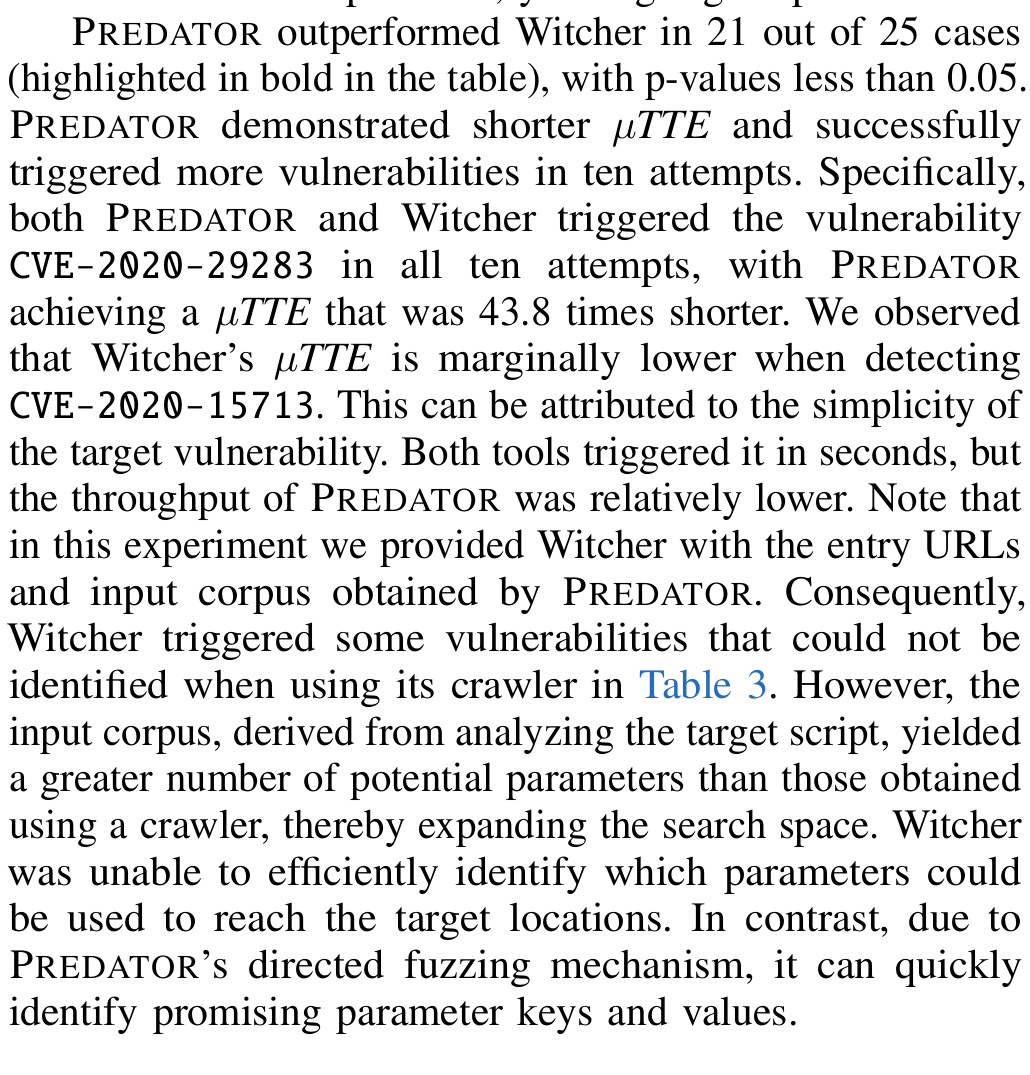 PREDATOR outperformed Witcher in 21 out of 25 cases
(highlighted in bold in the table), with p-values less than 0.05.
PREDATOR demonstrated shorter μTTE and successfully
triggered more vulnerabilities in ten attempts. Specifically,
both PREDATOR and Witcher triggered the vulnerability
CVE-2020-29283 in all ten attempts, with PREDATOR
achieving a μTTE that was 43.8 times shorter. We observed
that Witcher's μTTE is marginally lower when detecting
CVE-2020-15713. This can be attributed to the simplicity of
the target vulnerability. Both tools triggered it in seconds, but
the throughput of PREDATOR was relatively lower. Note that
in this experiment we provided Witcher with the entry URLs
and input corpus obtained by PREDATOR. Consequently,
Witcher triggered some vulnerabilities that could not be
identified when using its crawler in Table 3. However, the
input corpus, derived from analyzing the target script, yielded
a greater number of potential parameters than those obtained
using a crawler, thereby expanding the search space. Witcher
was unable to efficiently identify which parameters could
be used to reach the target locations. In contrast, due to
PREDATOR's directed fuzzing mechanism, it can quickly
identify promising parameter keys and values.